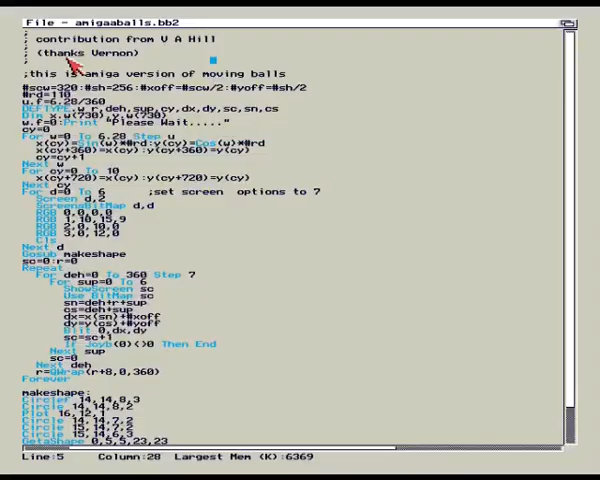 File - amigaballs.bb2
; contribution from V A Hill
; (thanks Vernon)
;this is amiga version of moving balls
#scw=320:#sh=256:#xoff=#scw/2:#yoff=#sh/2
#rd=110
u.f=6.28/360
DEFTYPE.w r,deh,sup,cy,dx,dy,sc,sn,cs
Dim x.w(730),y.w(730)
w.f=0:Print "Please Wait....."
cy=0
For w=0 To 6.28 Step u
x(cy)=Sin(w)*#rd:y(cy)=Cos(w)*#rd
x(cy+360)=x(cy):y(cy+360)=y(cy)
cy=cy+1
Next w
For cy=0 To 10
x(cy+720)=x(cy):y(cy+720)=y(cy)
Next cy
For d=0 To 6 ;set screen options to 7
Screen d,2
ScreensBitMap d,d
RGB 0,0,0,0
RGB 1,10,15,9
RGB 2,0,10,0
RGB 3,0,12,0
Cls
Next d
Gosub makeshape
sc=0:r=0
Repeat
For deh=0 To 360 Step 7
For sup=0 To 6
ShowScreen sc
Use BitMap sc
sn=deh+r+sup
cs=deh+sup
dx=x(sn)+#xoff
dy=y(cs)+#yoff
Blit 0,dx,dy
sc=sc+1
If Joyb(0)<>0 Then End
Next sup
sc=0
Next deh
r=QWrap(r+8,0,360)
Forever
makeshape:
Circlef 14,14,8,3
Circle 14,14,8,2
Plot 16,12,1
Circle 14,14,7,2
Circle 15,14,7,2
Circle 15,14,6,2
GetaShape 0,5,5,23,23
Line:5 Column:28 Largest Mem (K):6369